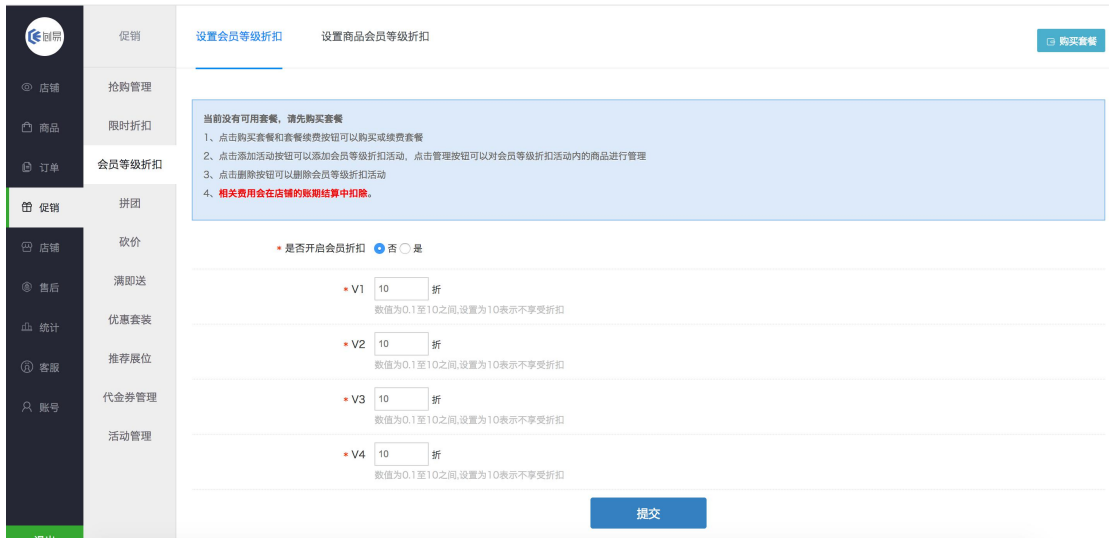 创易
店铺
商品
订单
促销
店铺
售后
统计
客服
账号
促销
抢购管理
限时折扣
会员等级折扣
拼团
砍价
满即送
优惠套装
推荐展位
代金券管理
活动管理
设置会员等级折扣 设置商品会员等级折扣
购买套餐
当前没有可用套餐，请先购买套餐
1、点击购买套餐和套餐续费按钮可以购买或续费套餐
2、点击添加活动按钮可以添加会员等级折扣活动，点击管理按钮可以对会员等级折扣活动内的商品进行管理
3、点击删除按钮可以删除会员等级折扣活动
4、相关费用会在店铺的账期结算中扣除。
* 是否开启会员折扣 否 是
* V1 10 折
数值为0.1至10之间,设置为10表示不享受折扣
* V2 10 折
数值为0.1至10之间,设置为10表示不享受折扣
* V3 10 折
数值为0.1至10之间,设置为10表示不享受折扣
* V4 10 折
数值为0.1至10之间,设置为10表示不享受折扣
提交